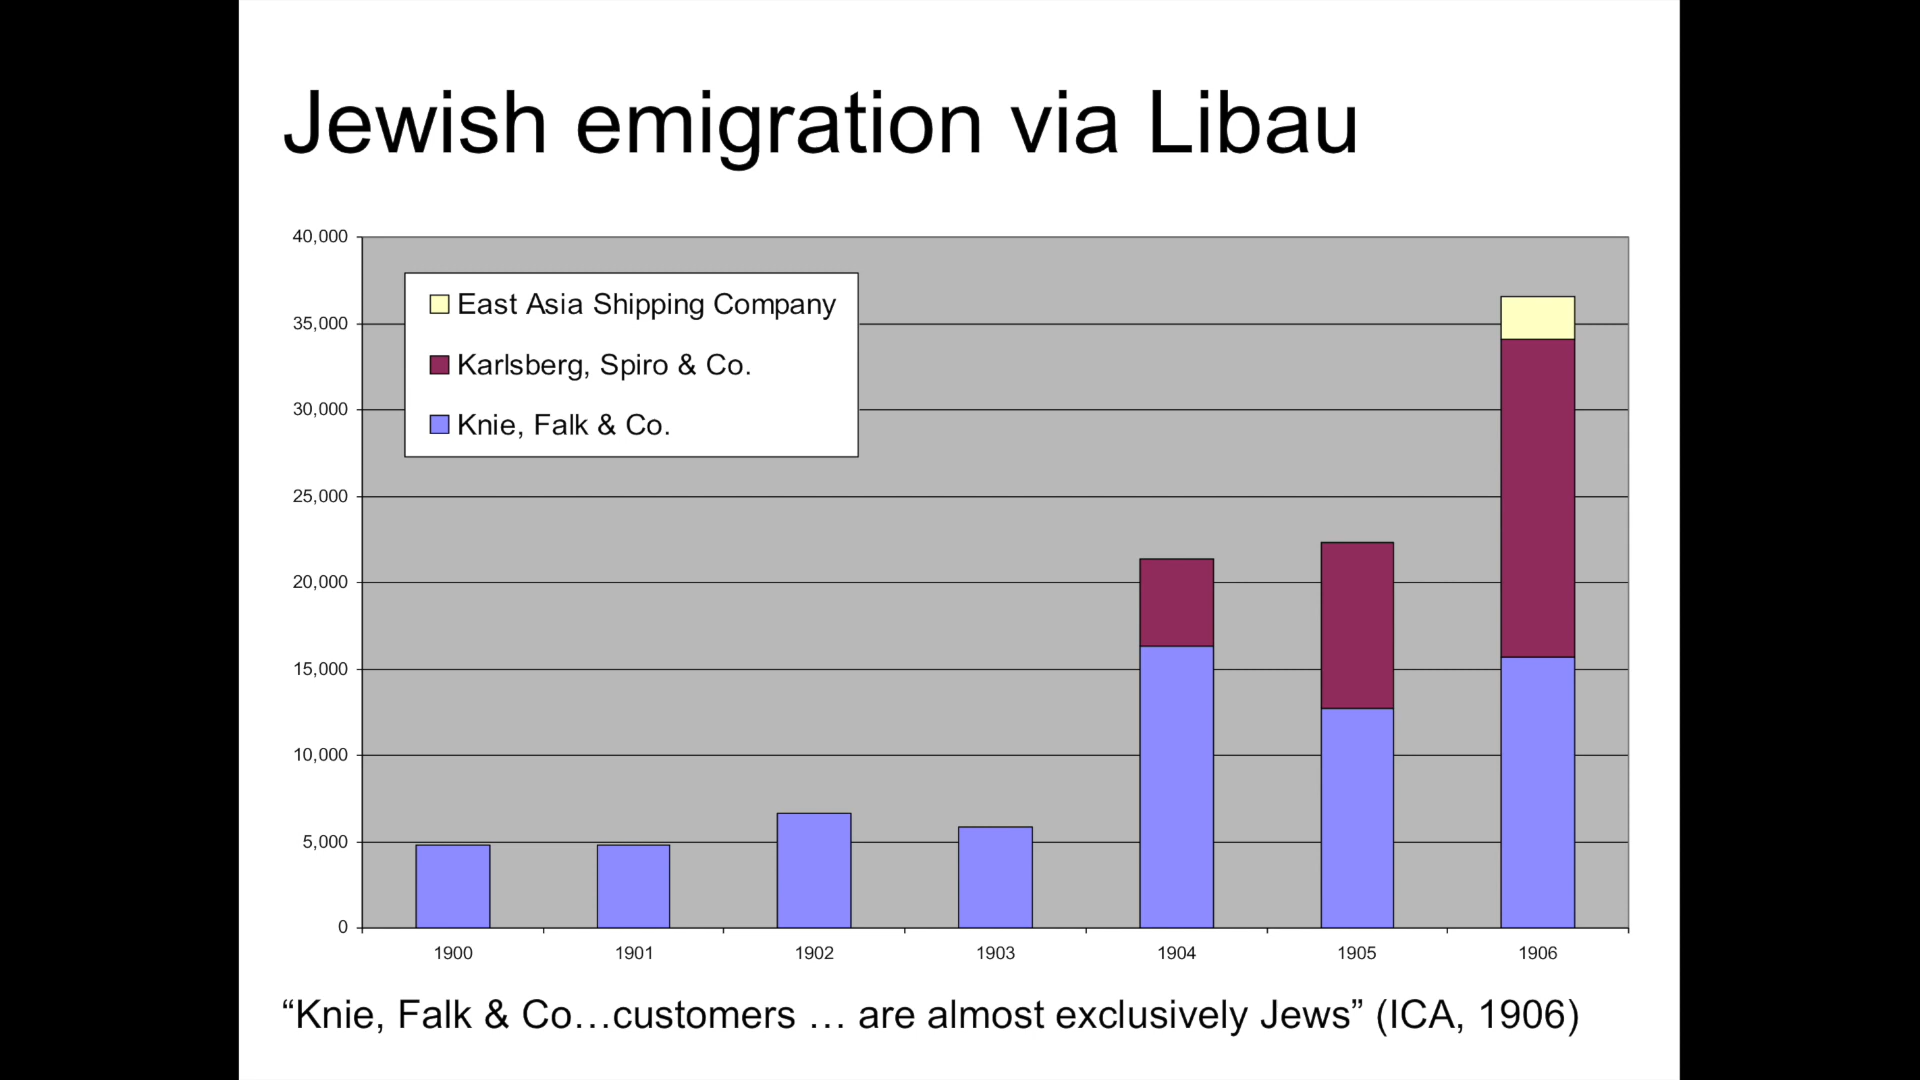 Jewish emigration via Libau
40,000
35,000
30,000
25,000
20,000
15,000
10,000
5,000
0
East Asia Shipping Company
Karlsberg, Spiro & Co.
Knie, Falk & Co.
1900 1901 1902 1903 1904 1905 1906
“Knie, Falk & Co…customers … are almost exclusively Jews” (ICA, 1906)